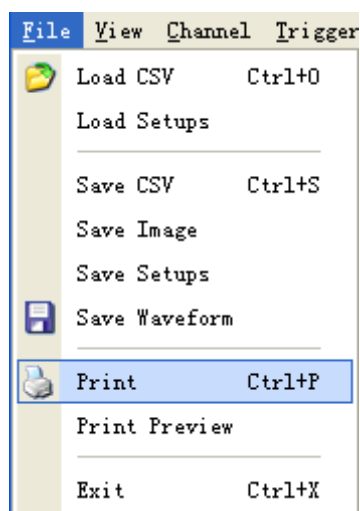 File View Channel Trigger
Load CSV Ctrl+O
Load Setups
Save CSV Ctrl+S
Save Image
Save Setups
Save Waveform
Print Ctrl+P
Print Preview
Exit Ctrl+X